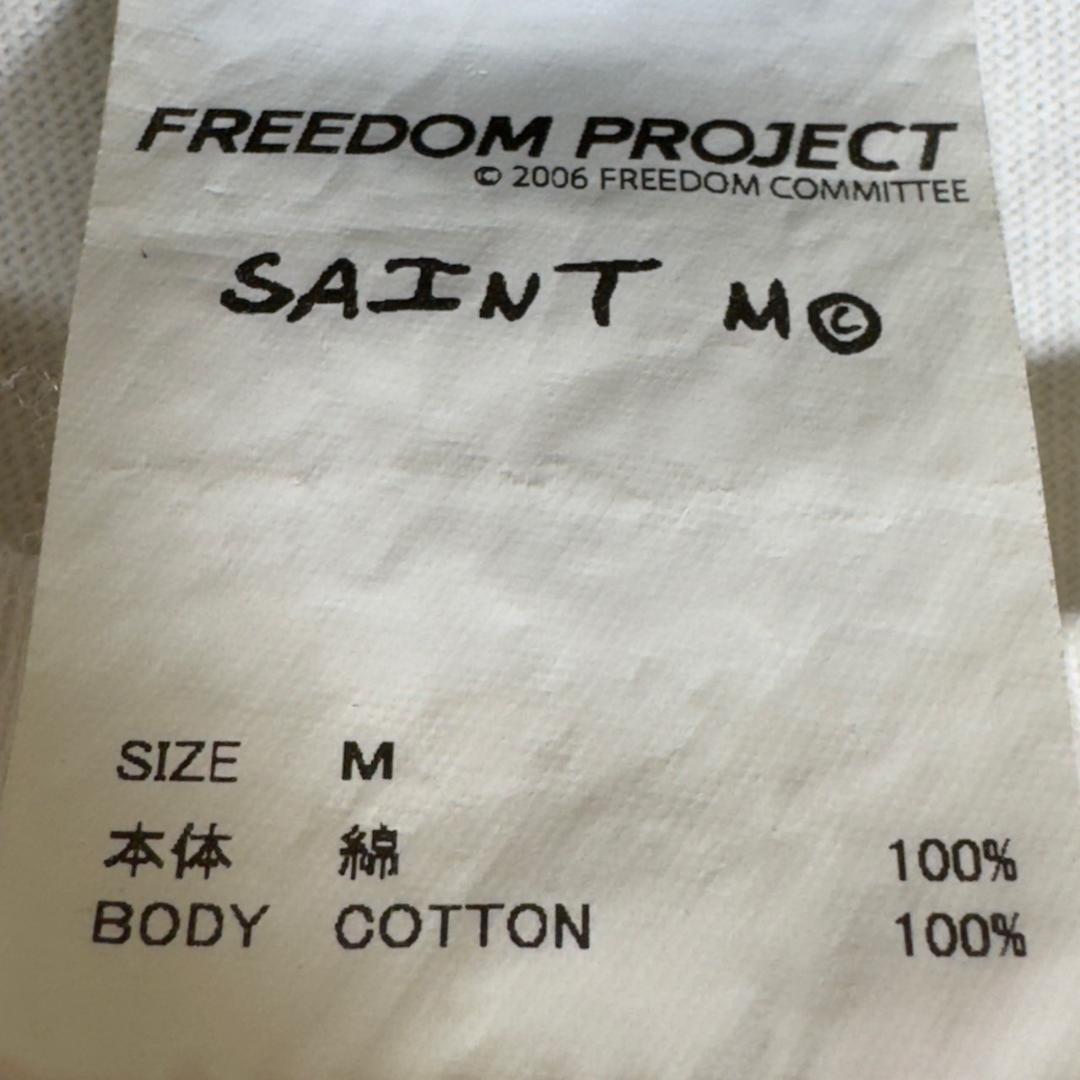 FREEDOM PROJECT
© 2006 FREEDOM COMMITTEE
SAINT M©
SIZE M
本体 綿 100%
BODY COTTON 100%